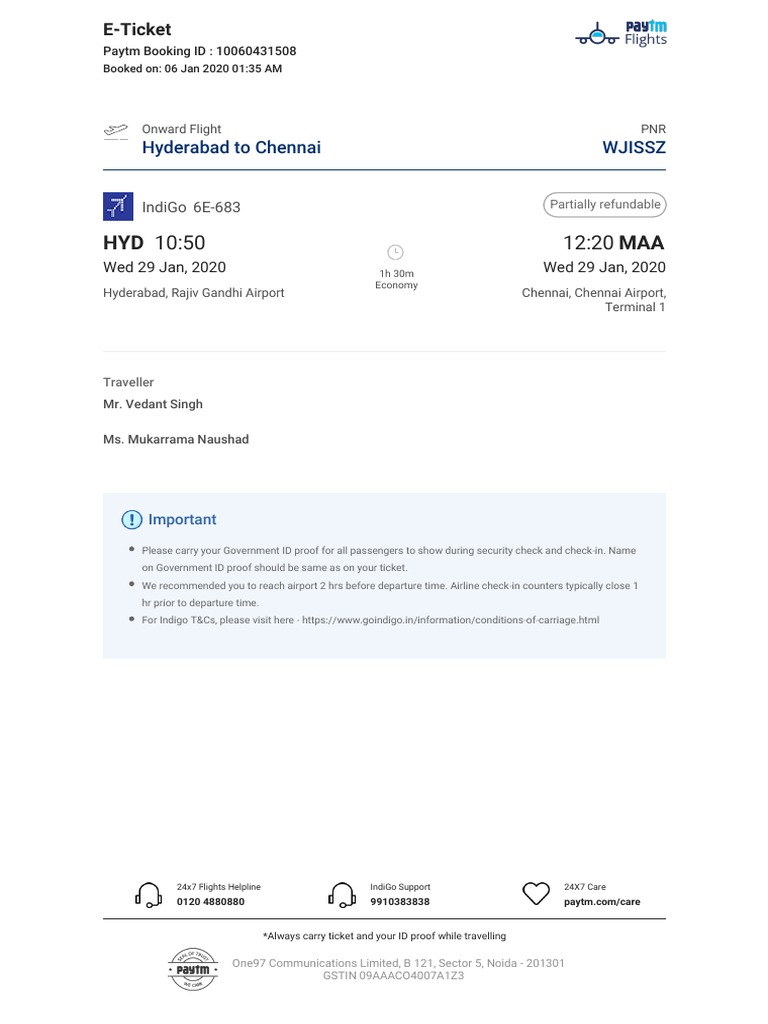 E-Ticket
Paytm Booking ID : 10060431508
Booked on: 06 Jan 2020 01:35 AM
paytm
Flights
Onward Flight
PNR
Hyderabad to Chennai
WJISSZ
IndiGo 6E-683
Partially refundable
HYD 10:50
12:20 MAA
Wed 29 Jan, 2020
1h 30m
Wed 29 Jan, 2020
Economy
Hyderabad, Rajiv Gandhi Airport
Chennai, Chennai Airport,
Terminal 1
Traveller
Mr. Vedant Singh
Ms. Mukarrama Naushad
Important
Please carry your Government ID proof for all passengers to show during security check and check-in. Name
on Government ID proof should be same as on your ticket.
We recommended you to reach airport 2 hrs before departure time. Airline check-in counters typically close 1
hr prior to departure time.
For Indigo T&Cs, please visit here - https://www.goindigo.in/information/conditions-of-carriage.html
24x7 Flights Helpline
0120 4880880
IndiGo Support
9910383838
24X7 Care
paytm.com/care
*Always carry ticket and your ID proof while travelling
SEAL OF TRUST
paytm
WE CARE
One97 Communications Limited, B 121, Sector 5, Noida - 201301
GSTIN 09AAACO4007A1Z3